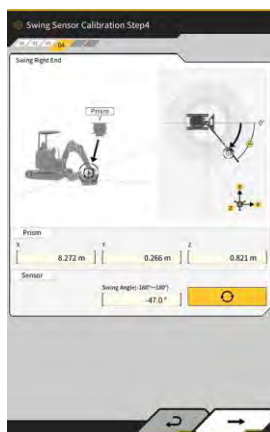 Swing Sensor Calibration Step4
04
Swing Right End
Prism
0°
Prism
X Y Z
8.272 m 0.266 m 0.821 m
Sensor
Swing Angle(-180°~180°)
-47.0 °